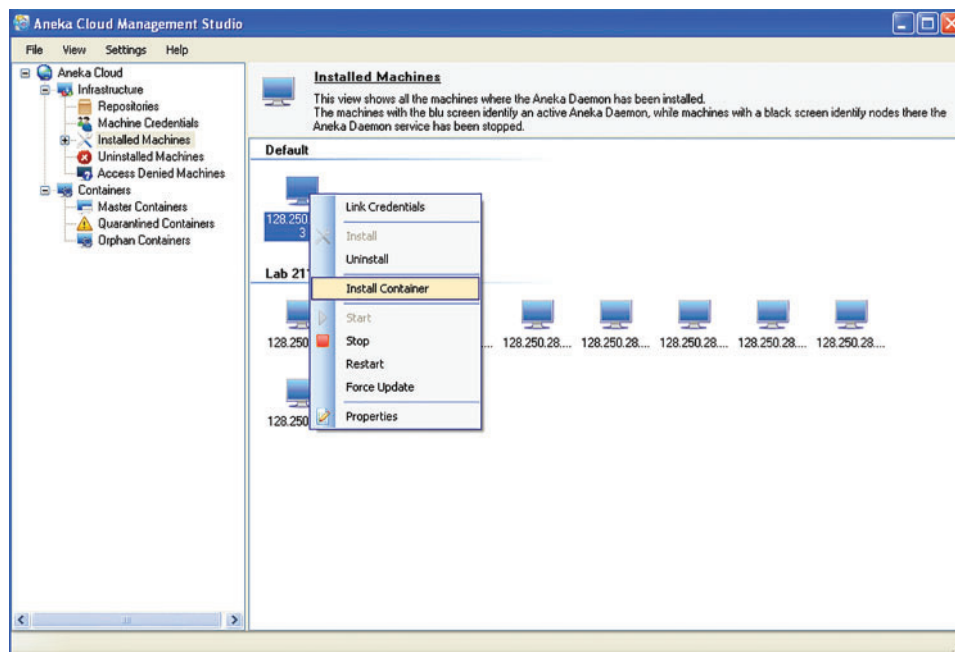 Aneka Cloud Management Studio
File View Settings Help
Aneka Cloud
Infrastructure
Repositories
Machine Credentials
Installed Machines
Uninstalled Machines
Access Denied Machines
Containers
Master Containers
Quarantined Containers
Orphan Containers
Installed Machines
This view shows all the machines where the Aneka Daemon has been installed.
The machines with the blu screen identify an active Aneka Daemon, while machines with a black screen identify nodes there the
Aneka Daemon service has been stopped.
Default
128.250
3
Link Credentials
Install
Uninstall
Install Container
Start
Stop
Restart
Force Update
Properties
Lab 21
128.250 ... 128.250.28.... 128.250.28.... 128.250.28.... 128.250.28.... 128.250.28....
128.250